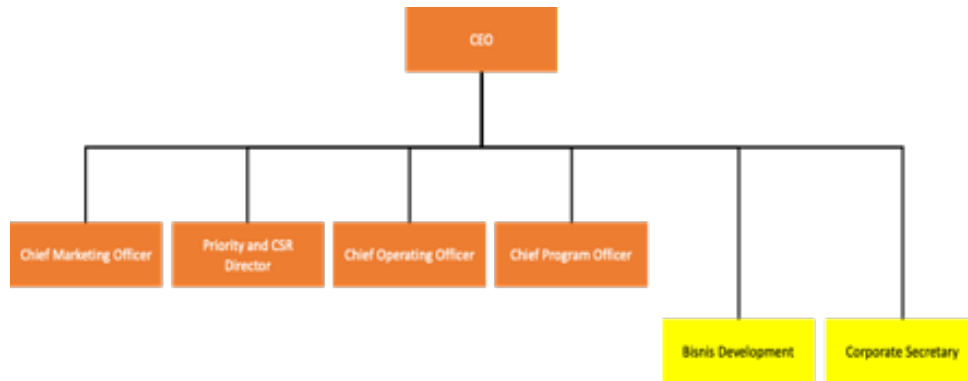 CEO
Chief Marketing Officer
Priority and CSR
Director
Chief Operating Officer
Chief Program Officer
Bisnis Development
Corporate Secretary